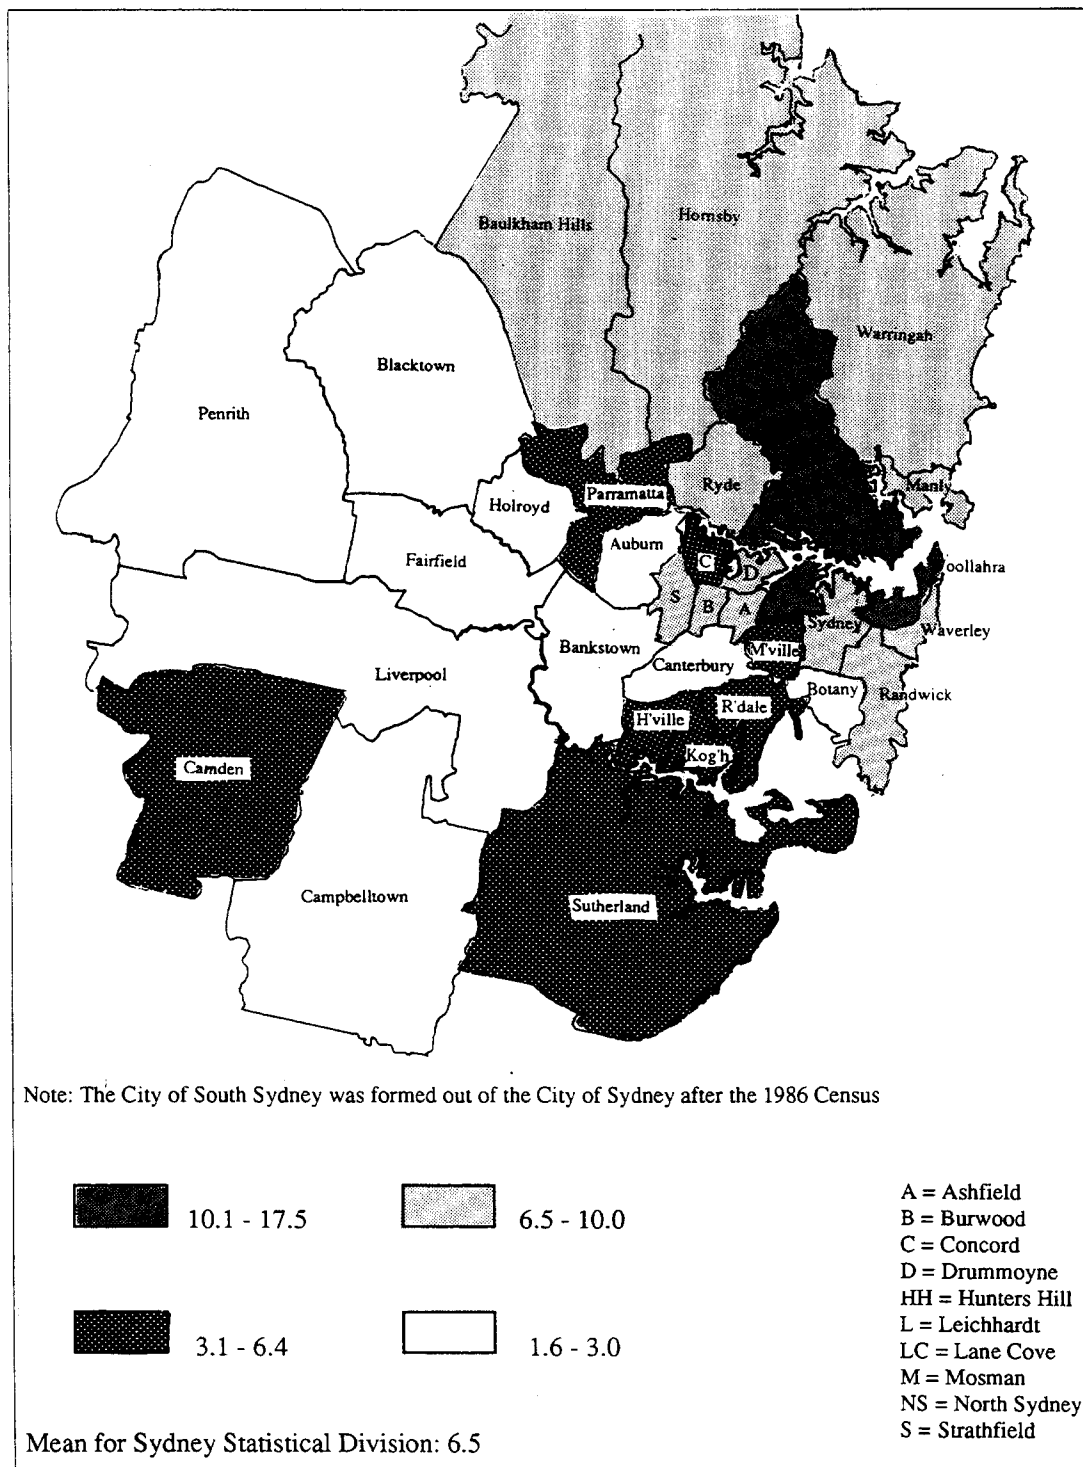 Baulkham Hills
Hornsby
Warringah
Blacktown
Penrith
Manly
Ryde
Parramatta
Holroyd
Auburn
Fairfield
C
D
oollahra
S
B
A
Sydney
Waverley
Bankstown
M'ville
Canterbury
Liverpool
Botany
Randwick
R'dale
H'ville
Kog'h
Camden
Campbelltown
Sutherland
Note: The City of South Sydney was formed out of the City of Sydney after the 1986 Census
10.1 - 17.5
6.5 - 10.0
3.1 - 6.4
1.6 - 3.0
A = Ashfield
B = Burwood
C = Concord
D = Drummoyne
HH = Hunters Hill
L = Leichhardt
LC = Lane Cove
M = Mosman
NS = North Sydney
S = Strathfield
Mean for Sydney Statistical Division: 6.5